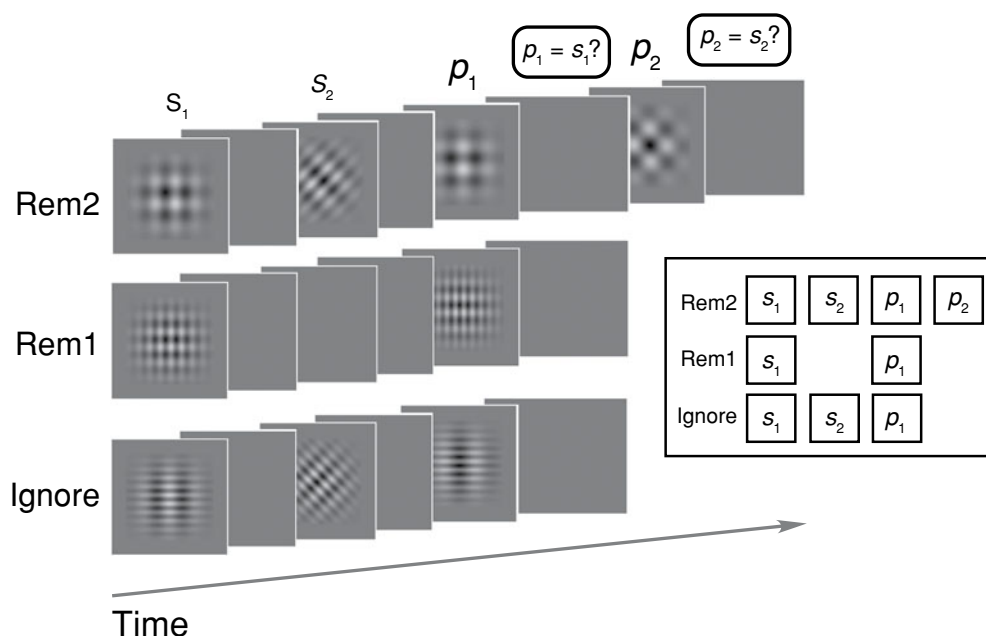 p₁ = s₁?
p₂ = s₂?
S₁
S₂
p₁
p₂
Rem2
Rem1
Ignore
Time
Rem2 s₁ s₂ p₁ p₂
Rem1 s₁ p₁
Ignore s₁ s₂ p₁